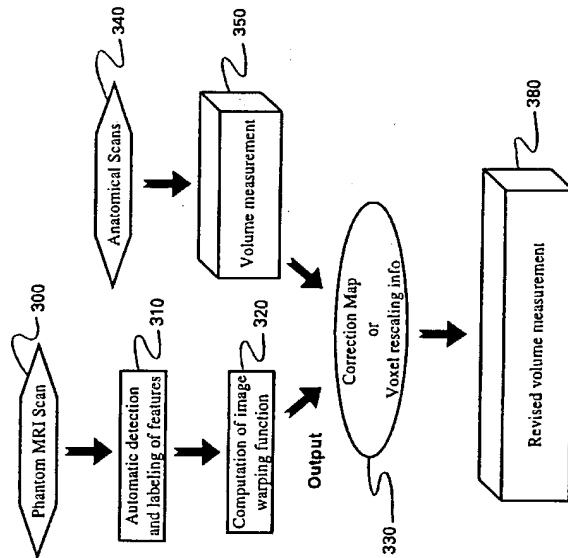 Phantom MRI Scan
300
Automatic detection
and labeling of features
310
Computation of image
warping function
320
Output
Anatomical Scans
340
Volume measurement
350
Correction Map
or
Voxel rescaling info
330
Revised volume measurement
380